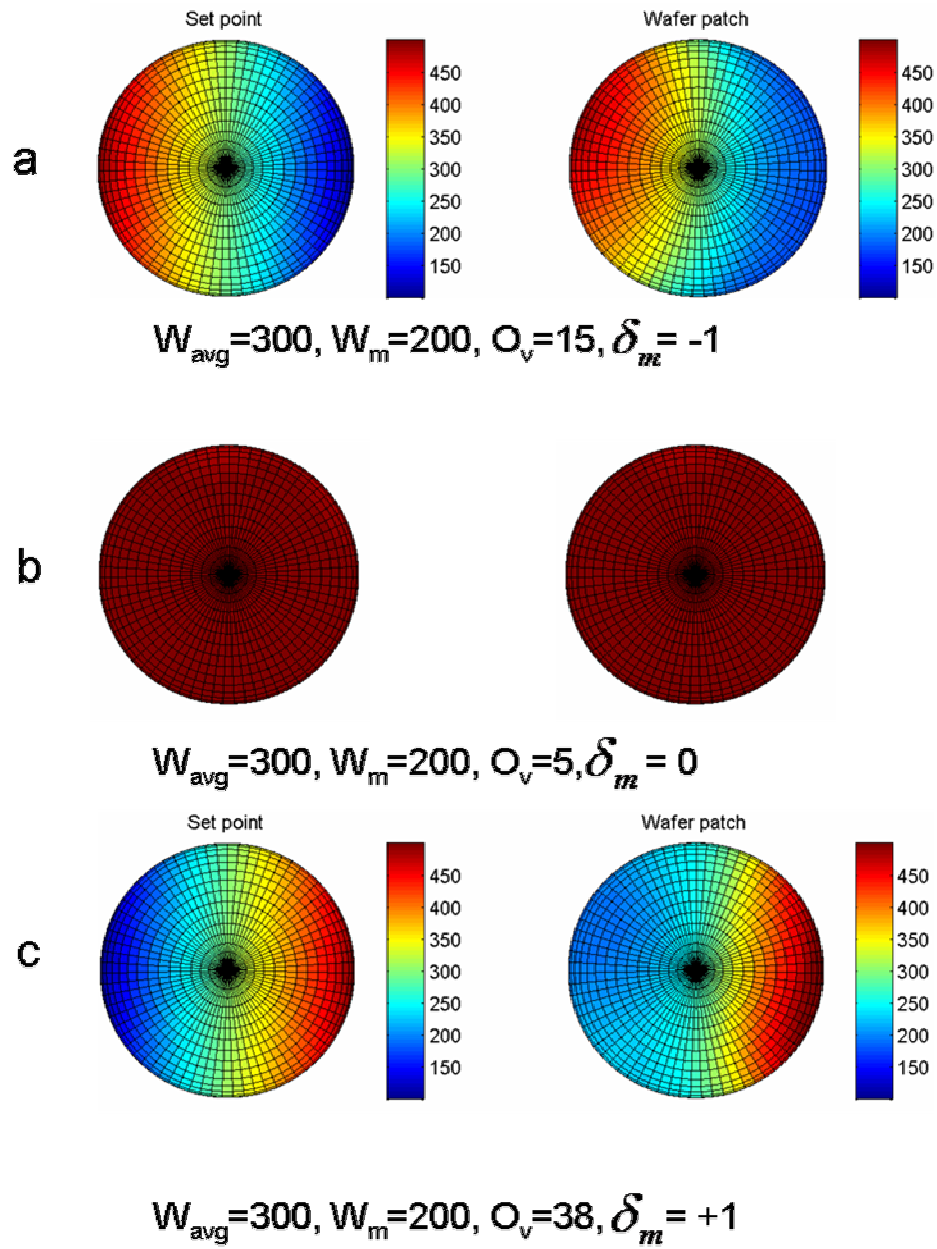 Set point Wafer patch
450 450
400 400
350 350
a
300 300
250 250
200 200
150 150
Wavg=300, Wm=200, Ov=15, δm= -1
b
Wavg=300, Wm=200, Ov=5,δm = 0
Set point Wafer patch
450 450
400 400
350 350
c
300 300
250 250
200 200
150 150
Wavg=300, Wm=200, Ov=38, δm= +1